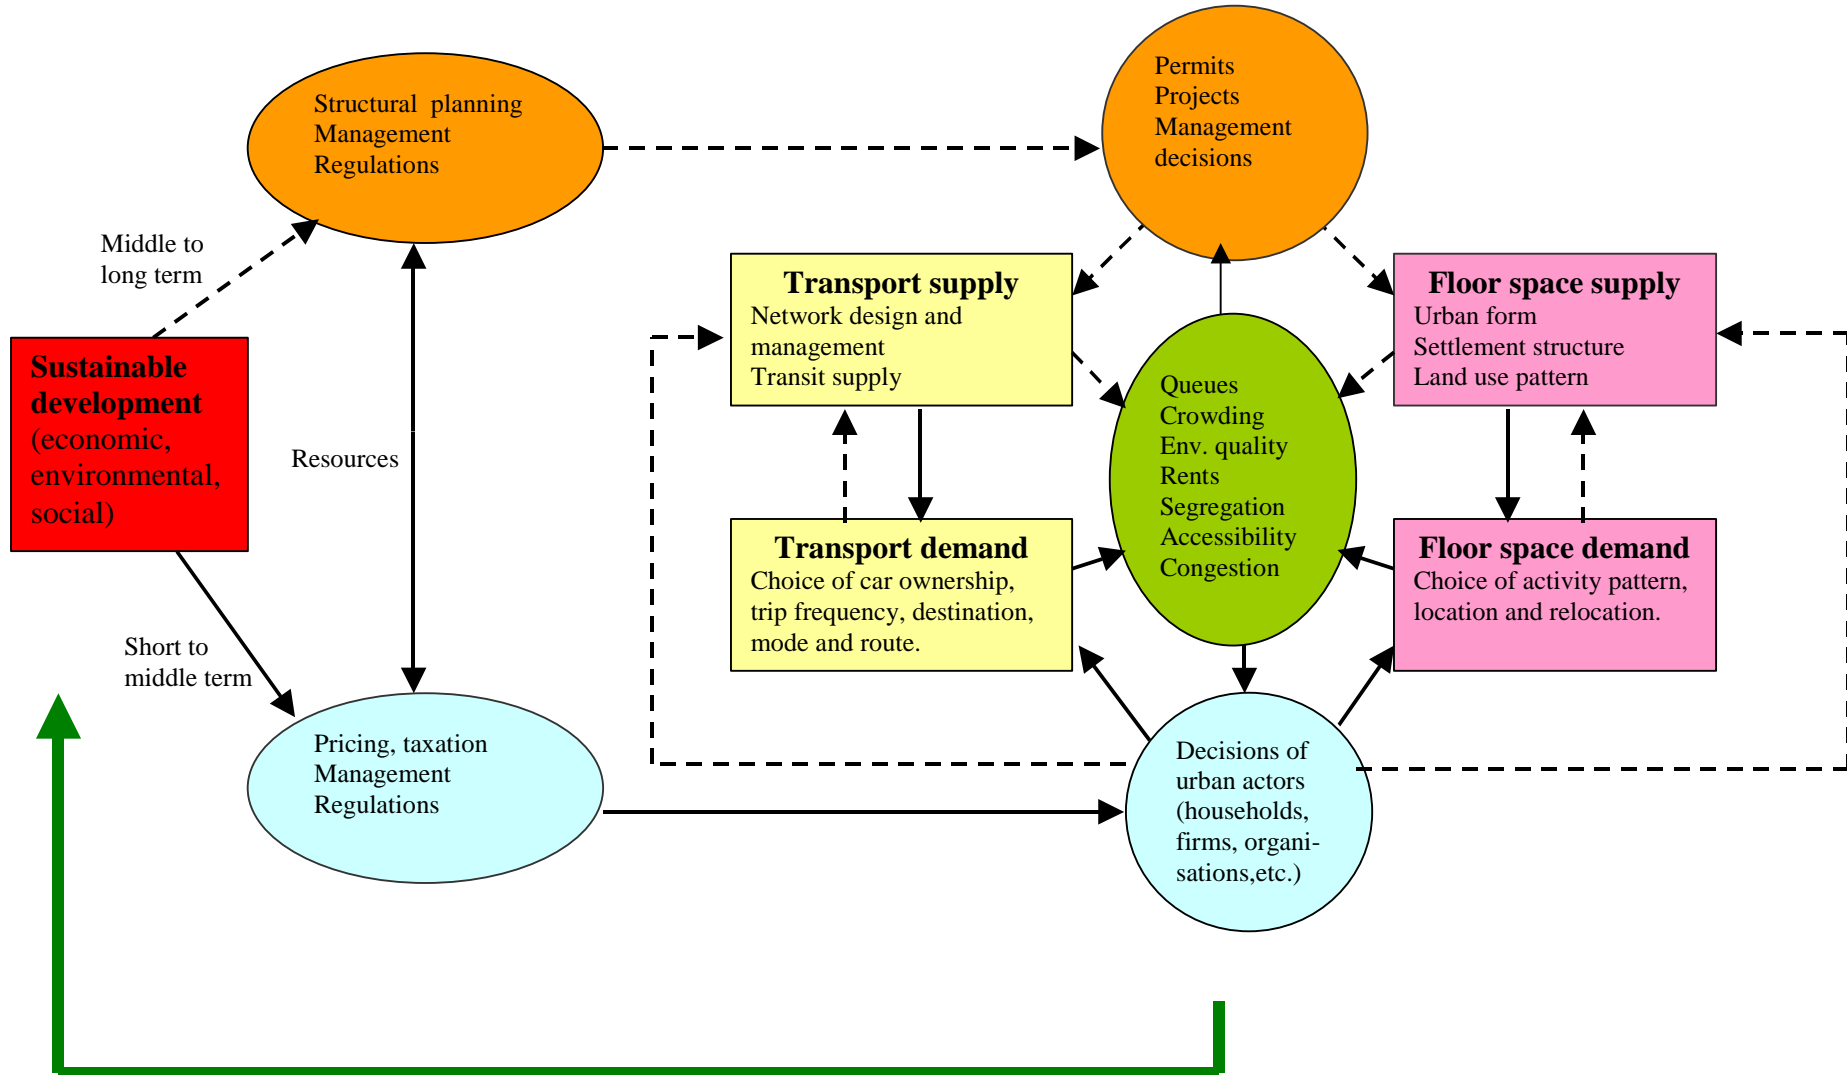 Structural planning
Management
Regulations
Permits
Projects
Management
decisions
Middle to
long term
Sustainable
development
(economic,
environmental,
social)
Resources
Short to
middle term
Pricing, taxation
Management
Regulations
Transport supply
Network design and
management
Transit supply
Transport demand
Choice of car ownership,
trip frequency, destination,
mode and route.
Queues
Crowding
Env. quality
Rents
Segregation
Accessibility
Congestion
Floor space supply
Urban form
Settlement structure
Land use pattern
Floor space demand
Choice of activity pattern,
location and relocation.
Decisions of
urban actors
(households,
firms, organi-
sations,etc.)